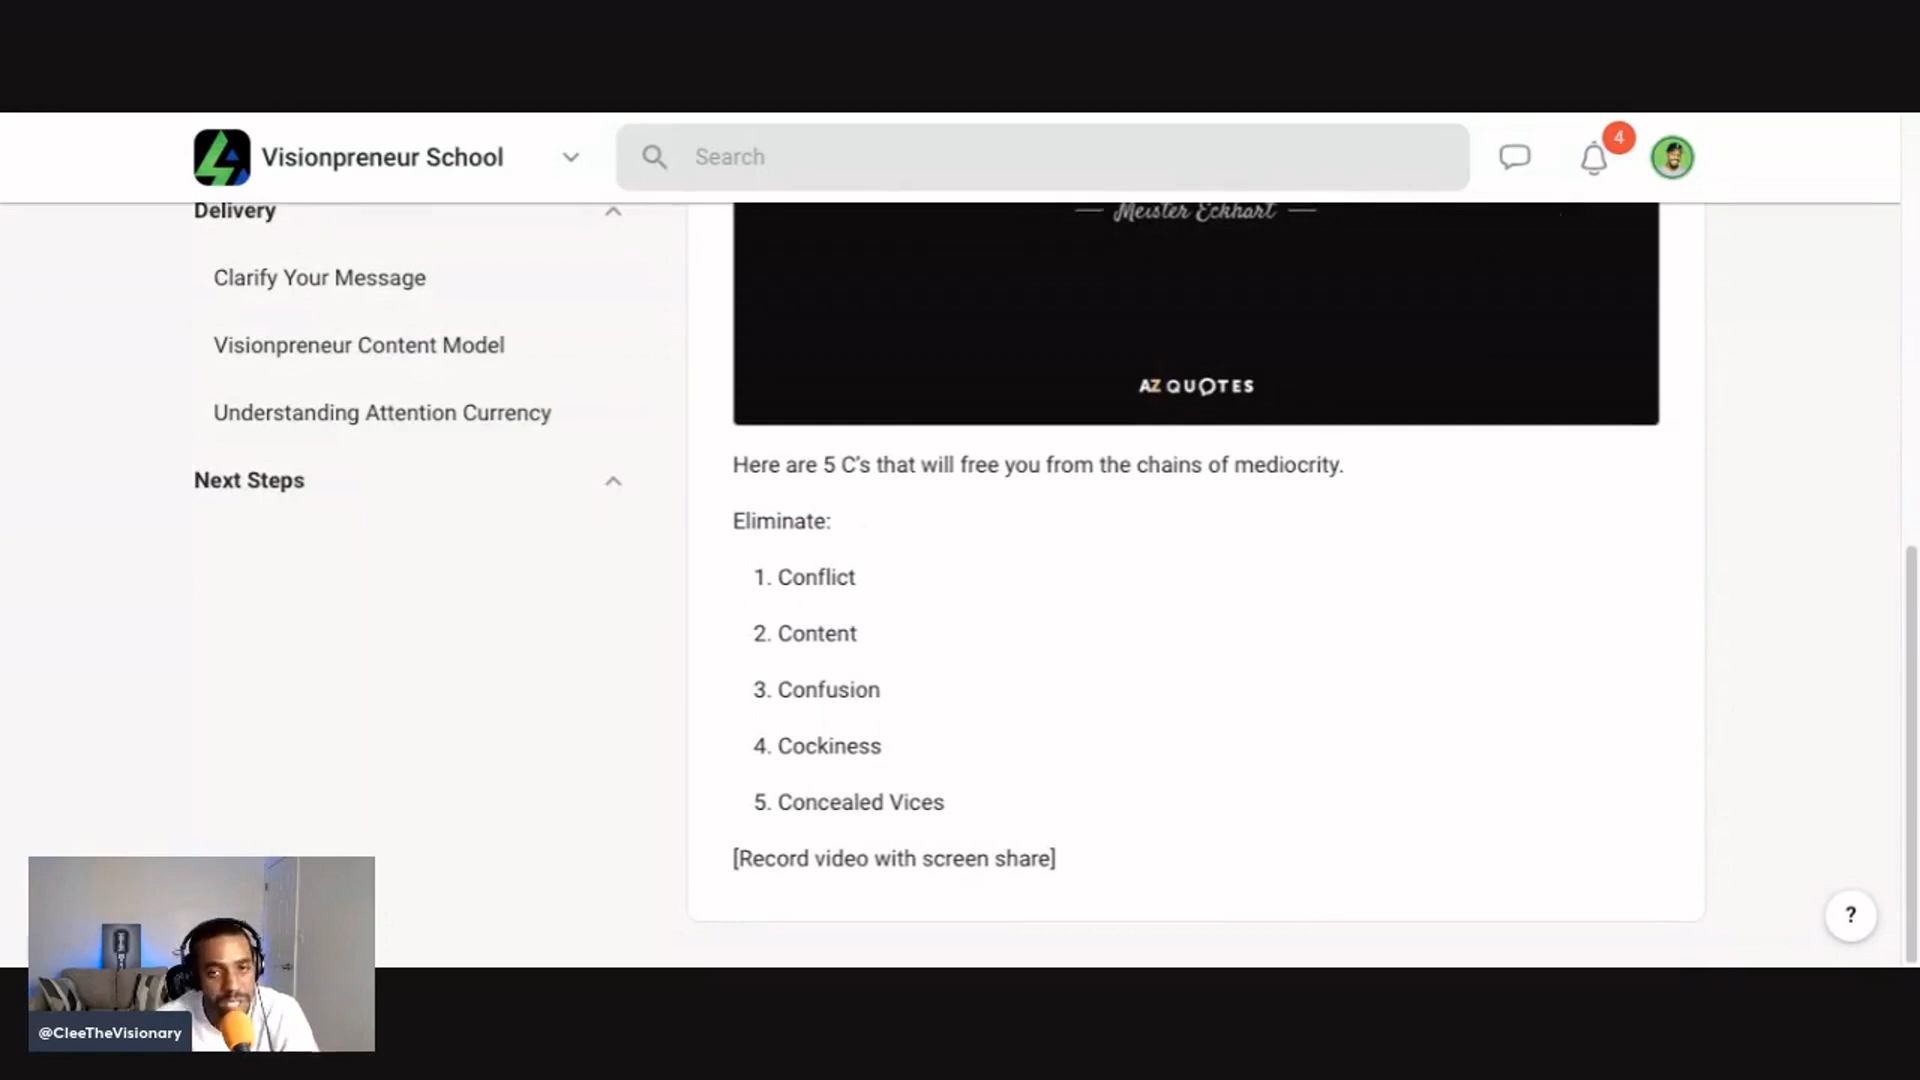 Visionpreneur School
Search
4
Delivery
Clarify Your Message
Visionpreneur Content Model
Understanding Attention Currency
Next Steps
— Meister Eckhart —
AZ QUOTES
Here are 5 C's that will free you from the chains of mediocrity.
Eliminate:
1. Conflict
2. Content
3. Confusion
4. Cockiness
5. Concealed Vices
[Record video with screen share]
?
@CleeTheVisionary